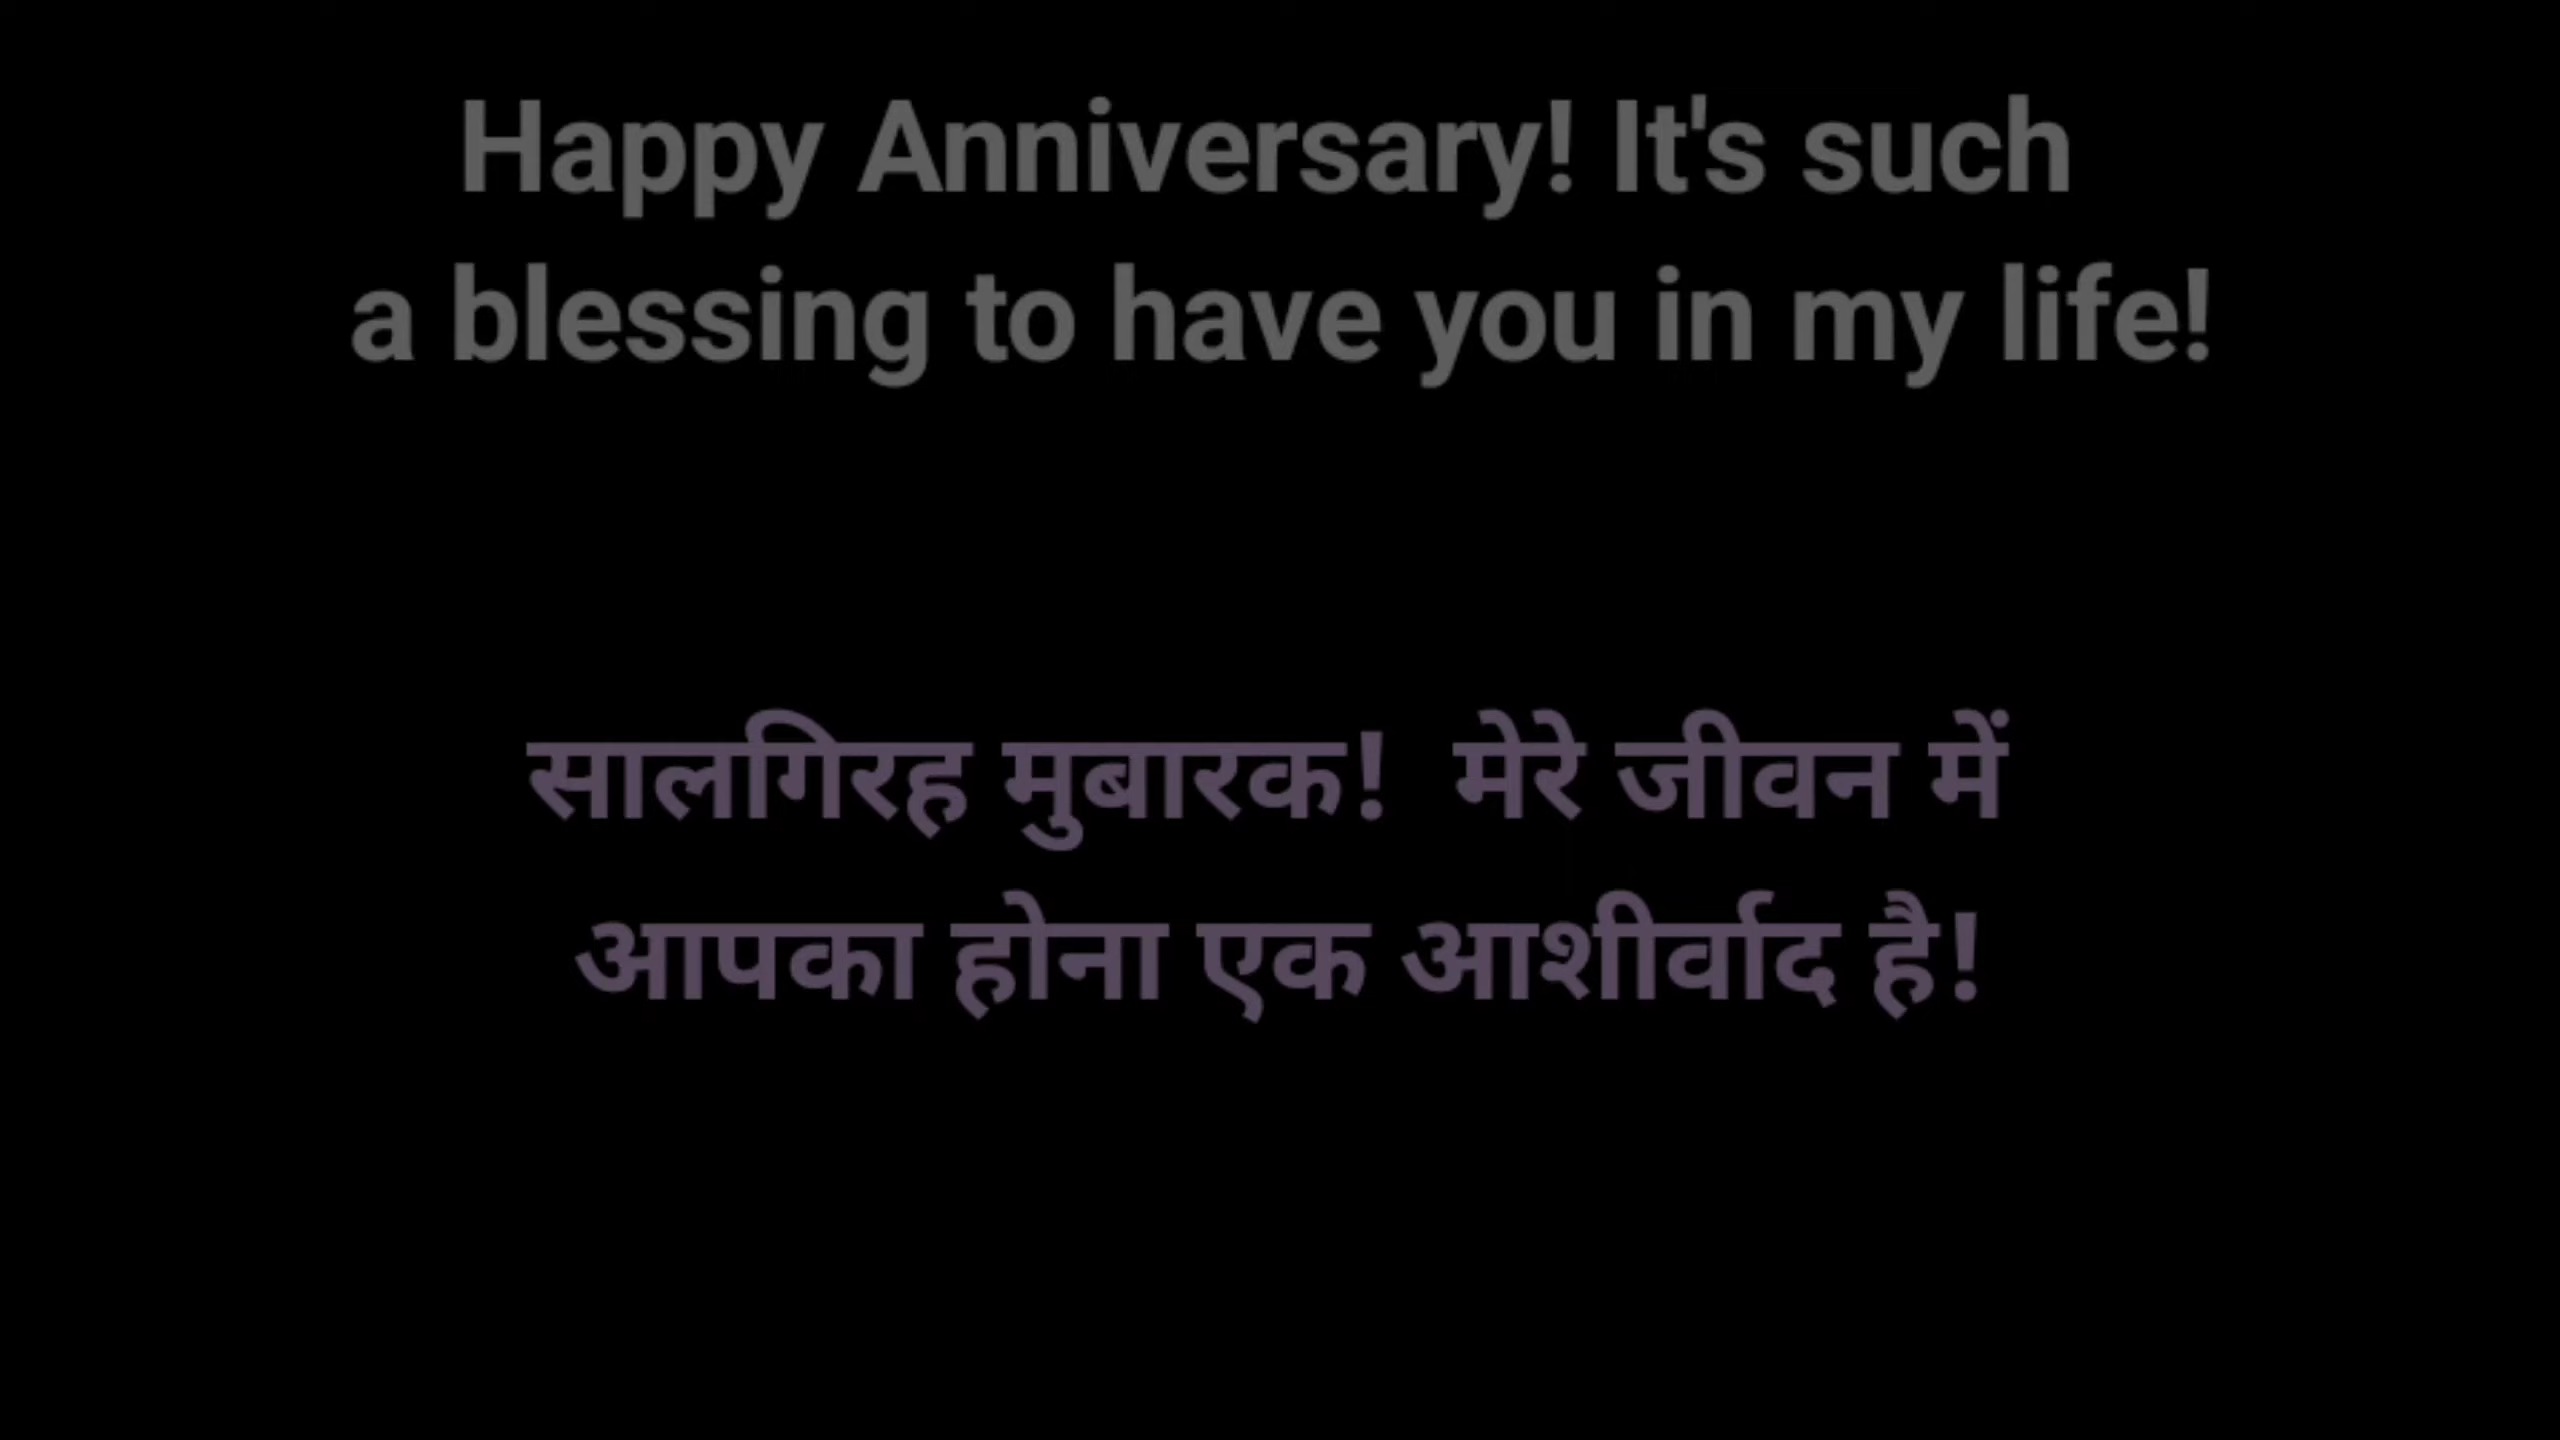 Happy Anniversary! It's such
a blessing to have you in my life!
सालगिरह मुबारक! मेरे जीवन में
आपका होना एक आशीर्वाद है!